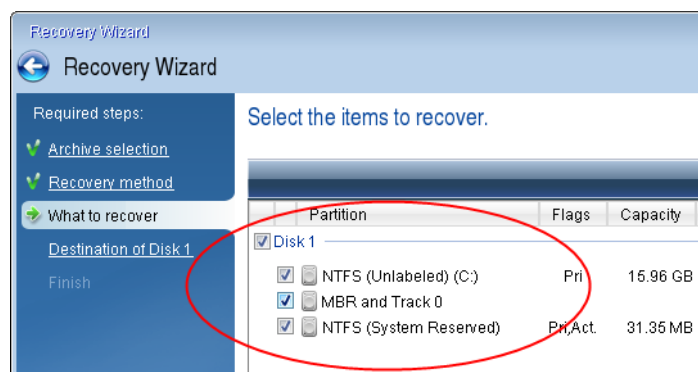 Recovery Wizard
Recovery Wizard
Required steps:
Archive selection
Recovery method
What to recover
Destination of Disk 1
Finish
Select the items to recover.
Partition Flags Capacity
Disk 1
NTFS (Unlabeled) (C:) Pri 15.96 GB
MBR and Track 0
NTFS (System Reserved) Pri,Act. 31.35 MB